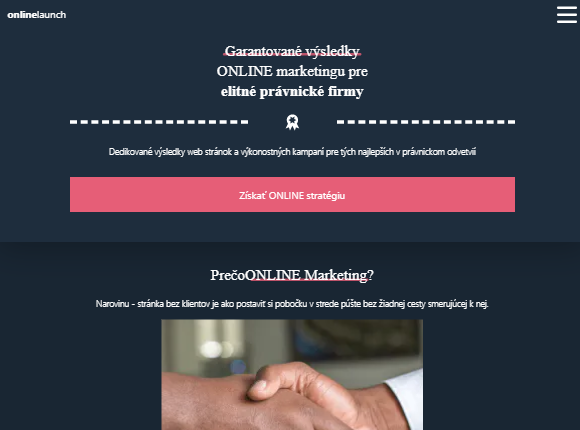 onlinelaunch
Garantované výsledky
ONLINE marketingu pre
elitné právnické firmy
Dedikované výsledky web stránok a výkonostných kampaní pre tých najlepších v právnickom odvetvií
Získať ONLINE stratégiu
PrečoONLINE Marketing?
Narovinu - stránka bez klientov je ako postaviť si pobočku v strede púšte bez žiadnej cesty smerujúcej k nej.